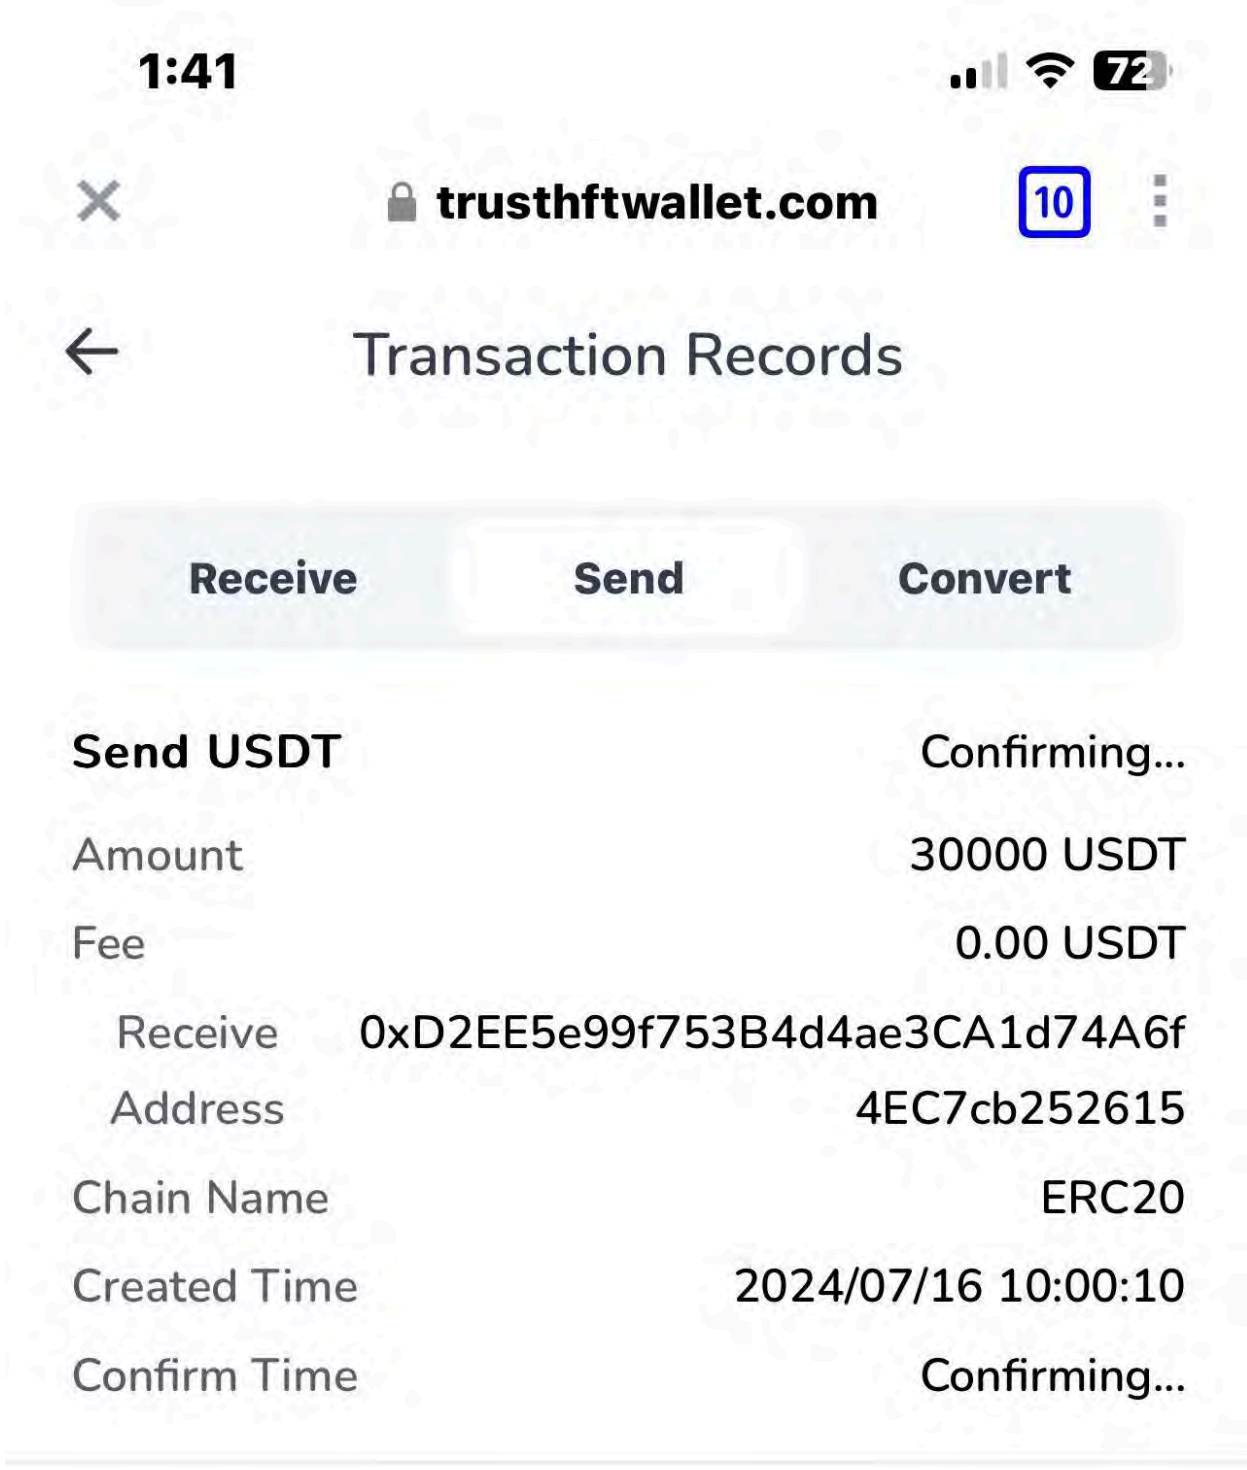 1:41
72
trusthftwallet.com
10
Transaction Records
Receive Send Convert
Send USDT Confirming...
Amount 30000 USDT
Fee 0.00 USDT
Receive 0xD2EE5e99f753B4d4ae3CA1d74A6f
Address 4EC7cb252615
Chain Name ERC20
Created Time 2024/07/16 10:00:10
Confirm Time Confirming...